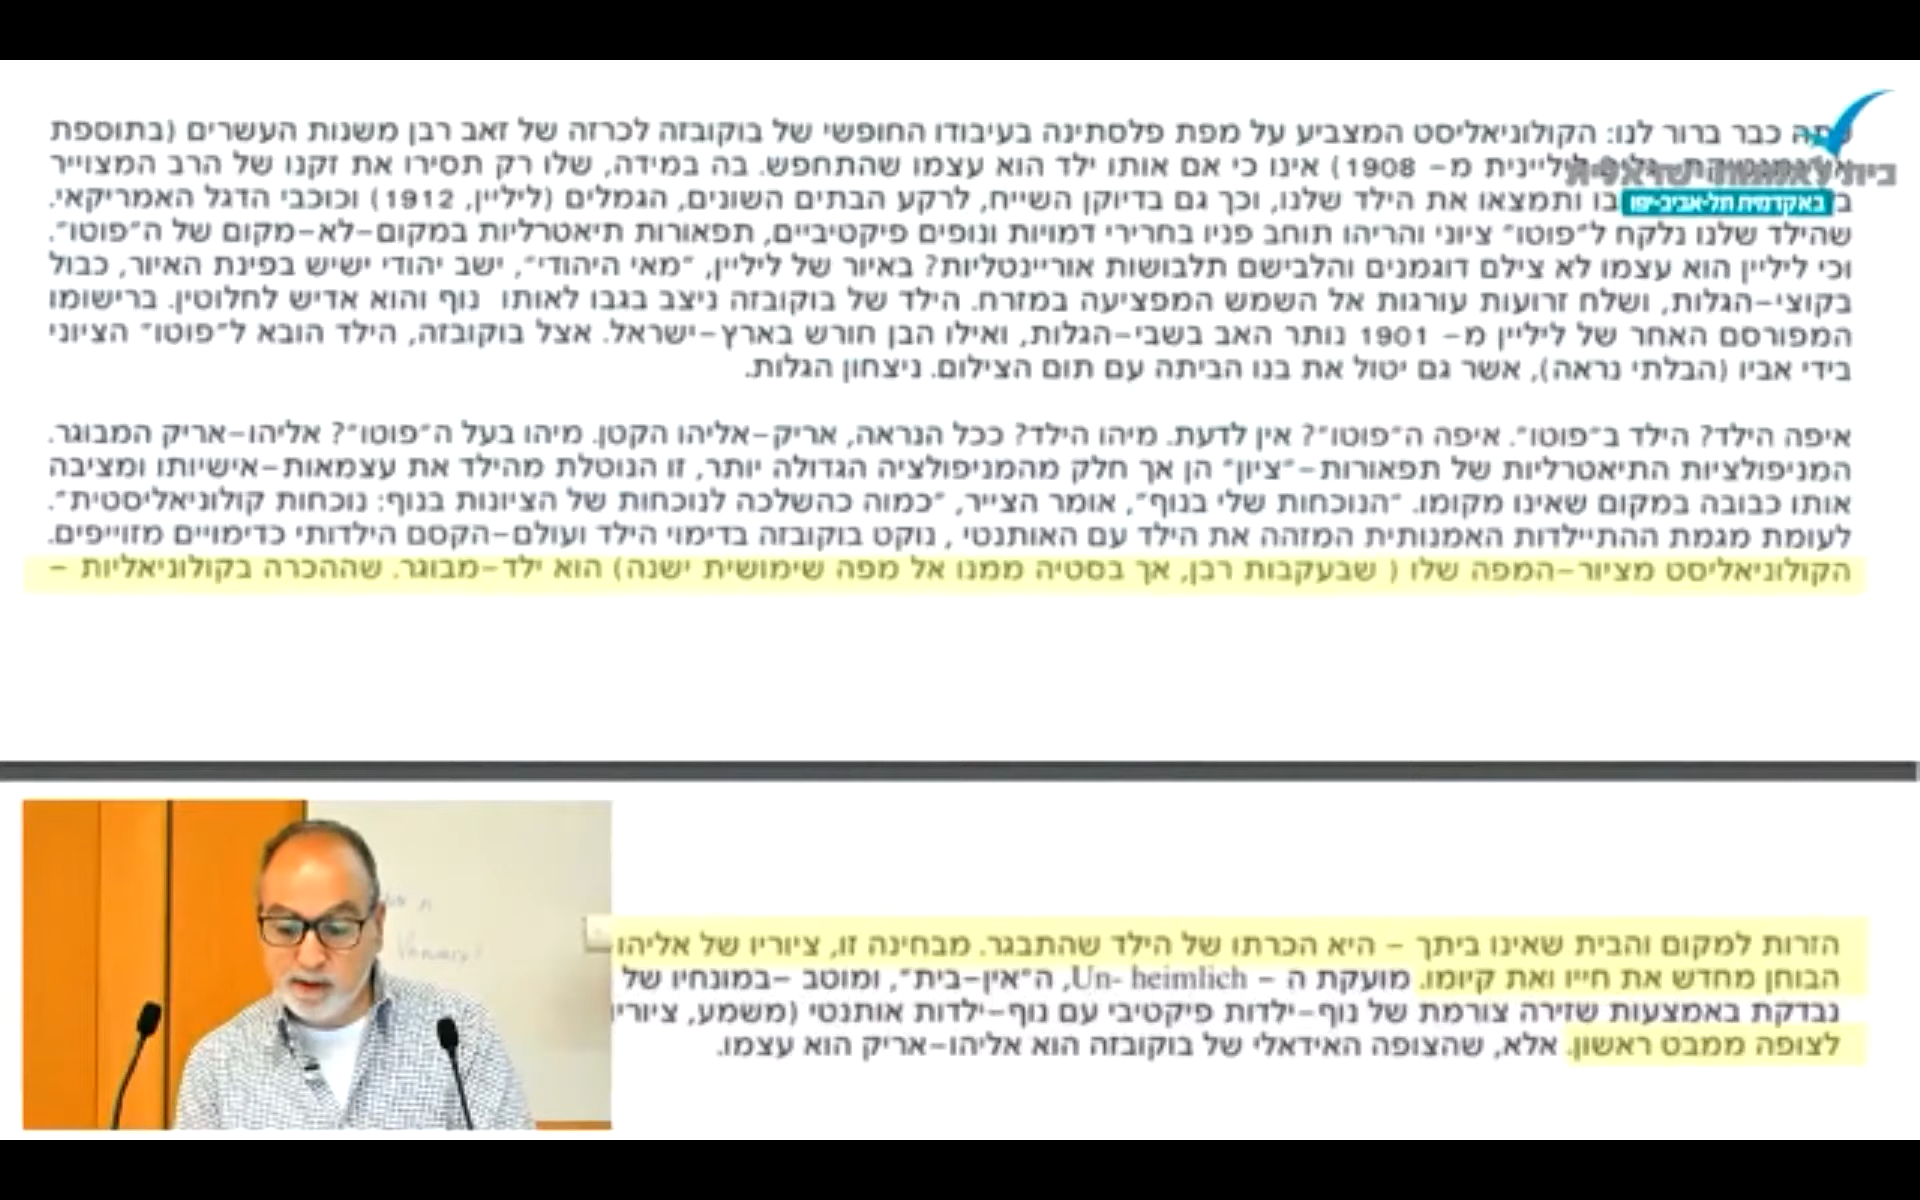 כבר ברור לנו: הקולוניאליסט המצביע על מפת פלסתינה בעיבודו החופשי של בוקובזה לכרזה של זאב רבן משנות העשרים (בתוספת
ליליינית מ– 1908) אינו כי אם אותו ילד הוא עצמו שהתחפש. בה במידה, שלו רק תסירו את זקנו של הרב המצוייר
בית לאמנות ישראלית
באקדמית תל-אביב-יפו
ותמצאו את הילד שלנו, וכך גם בדיוקן השייח, לרקע הבתים השונים, הגמלים (ליליין, 1912) וכוכבי הדגל האמריקאי.
שהילד שלנו נלקח ל״פוטו״ ציוני והריהו תוחב פניו בחרירי דמויות ונופים פיקטיביים, תפאורות תיאטרליות במקום–לא–מקום של ה״פוטו״.
וכי ליליין הוא עצמו לא צילם דוגמנים והלבישם תלבושות אוריינטליות? באיור של ליליין, ״מאי היהודי״, ישב יהודי ישיש בפינת האיור, כבול
בקוצי–הגלות, ושלח זרועות עורגות אל השמש המפציעה במזרח. הילד של בוקובזה ניצב בגבו לאותו נוף והוא אדיש לחלוטין. ברישומו
המפורסם האחר של ליליין מ– 1901 נותר האב בשבי–הגלות, ואילו הבן חורש בארץ–ישראל. אצל בוקובזה, הילד הובא ל״פוטו״ הציוני
בידי אביו (הבלתי נראה), אשר גם יטול את בנו הביתה עם תום הצילום. ניצחון הגלות.
איפה הילד? הילד ב״פוטו״. איפה ה״פוטו״? אין לדעת. מיהו הילד? ככל הנראה, אריק–אליהו הקטן. מיהו בעל ה״פוטו״? אליהו–אריק המבוגר.
המניפולציות התיאטרליות של תפאורות–״ציון״ הן אך חלק מהמניפולציה הגדולה יותר, זו הנוטלת מהילד את עצמאות–אישיותו ומציבה
אותו כבובה במקום שאינו מקומו. ״הנוכחות שלי בנוף״, אומר הצייר, ״כמוה כהשלכה לנוכחות של הציונות בנוף: נוכחות קולוניאליסטית״.
לעומת מגמת ההתיילדות האמנותית המזהה את הילד עם האותנטי , נוקט בוקובזה בדימוי הילד ועולם–הקסם הילדותי כדימויים מזוייפים.
הקולוניאליסט מציור–המפה שלו ( שבעקבות רבן, אך בסטיה ממנו אל מפה שימושית ישנה) הוא ילד–מבוגר. שההכרה בקולוניאליות –
הזרות למקום והבית שאינו ביתך – היא הכרתו של הילד שהתבגר. מבחינה זו, ציוריו של אליהו
הבוחן מחדש את חייו ואת קיומו. מועקת ה – Un- heimlich, ה״אין–בית״, ומוטב –במונחיו של
נבדקת באמצעות שזירה צורמת של נוף–ילדות פיקטיבי עם נוף–ילדות אותנטי (משמע,
לצופה ממבט ראשון. אלא, שהצופה האידאלי של בוקובזה הוא אליהו–אריק הוא עצמו.